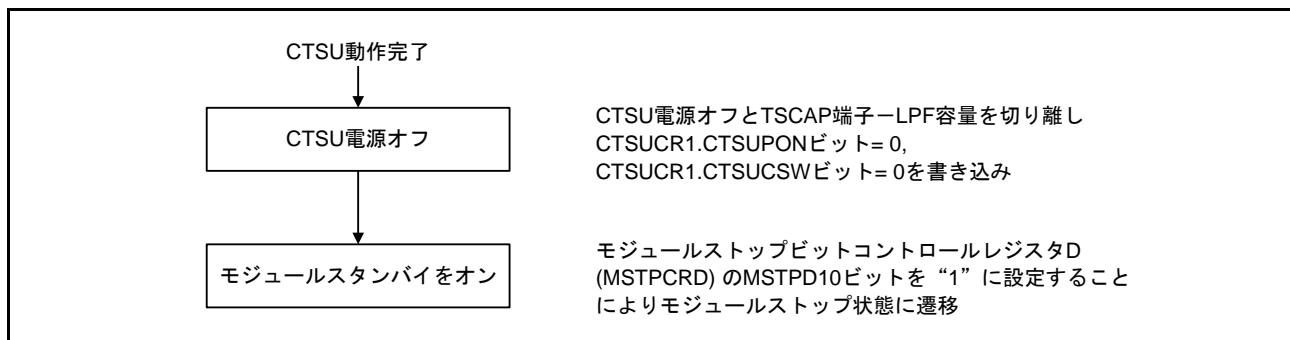 CTSU動作完了
CTSU電源オフ
CTSU電源オフとTSCAP端子－LPF容量を切り離し
CTSUCR1.CTSUPONビット= 0,
CTSUCR1.CTSUCSWビット= 0を書き込み
モジュールスタンバイをオン
モジュールストップビットコントロールレジスタD
(MSTPCRD) のMSTPD10ビットを“1”に設定すること
によりモジュールストップ状態に遷移